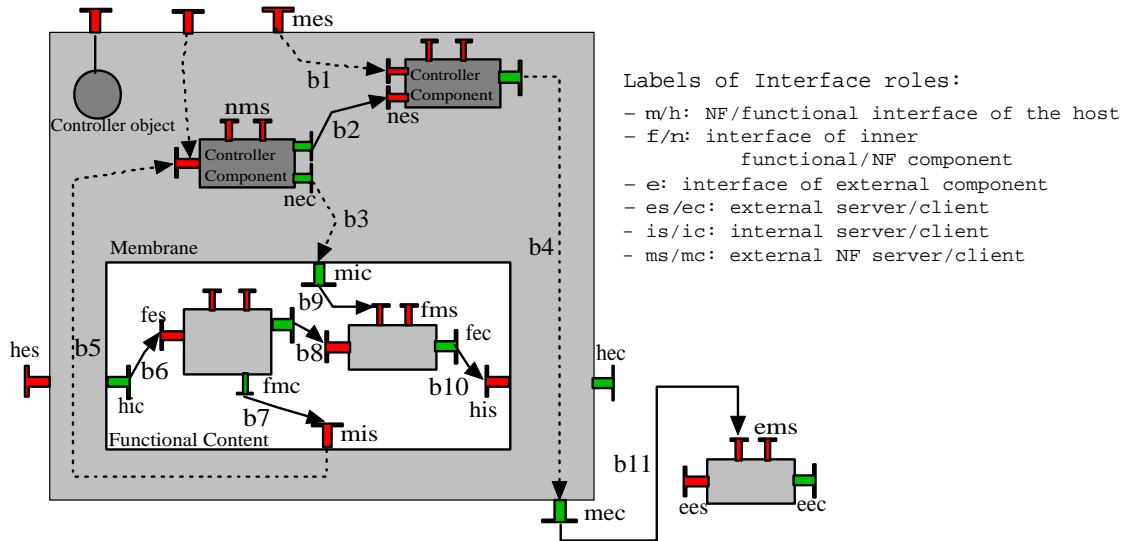 mes
b1
Controller
Component
nes
nms
b2
Controller object
Controller
Component
nec
b3
b4
Membrane
mic
b9
fms
fes
fec
b5
b8
hes
b6
hec
fmc
b10
hic
his
b7
mis
ems
Functional Content
b11
ees
eec
mec
Labels of Interface roles:
– m/h: NF/functional interface of the host
– f/n: interface of inner
functional/NF component
– e: interface of external component
– es/ec: external server/client
- is/ic: internal server/client
- ms/mc: external NF server/client